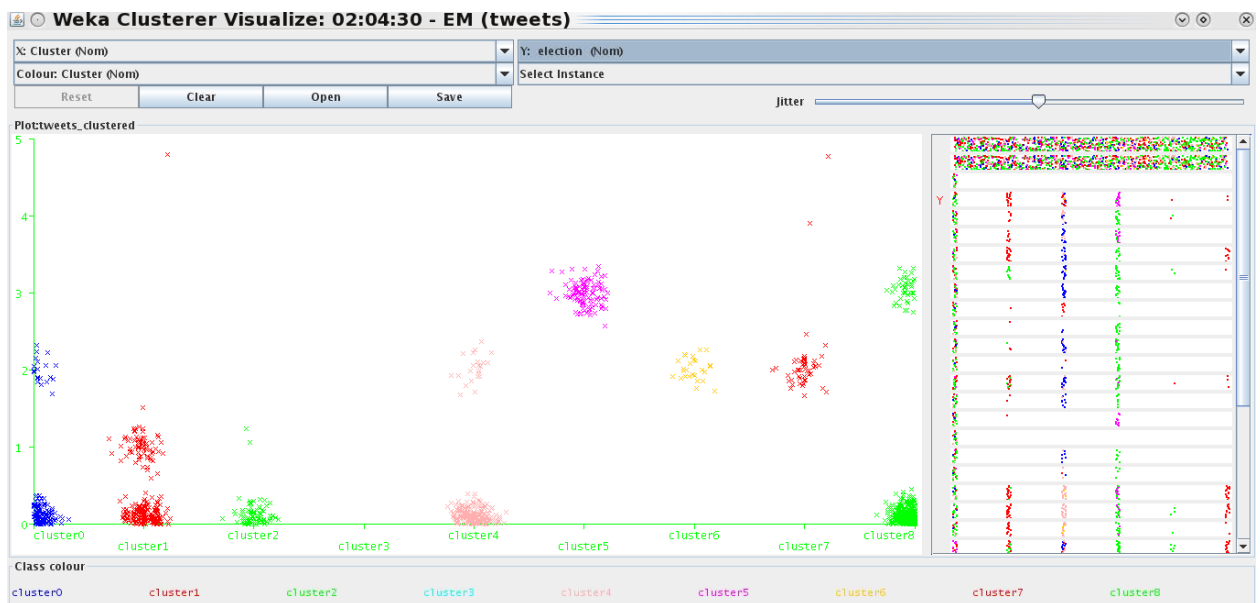 Weka Clusterer Visualize: 02:04:30 - EM (tweets)
X: Cluster (Nom) Y: election (Nom)
Colour: Cluster (Nom) Select Instance
Reset Clear Open Save Jitter
Plot:tweets_clustered
5
4
3
2
1
0
cluster0 cluster1 cluster2 cluster3 cluster4 cluster5 cluster6 cluster7 cluster8
Y
Class colour
cluster0 cluster1 cluster2 cluster3 cluster4 cluster5 cluster6 cluster7 cluster8